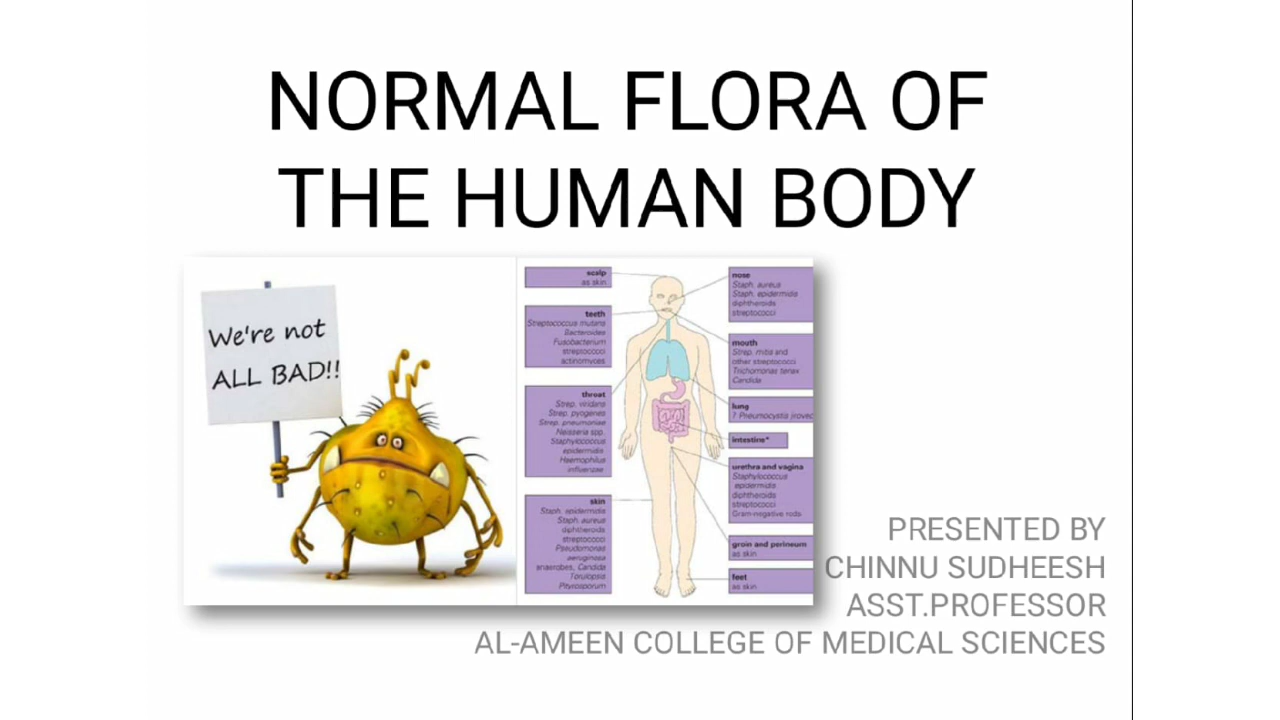 NORMAL FLORA OF
THE HUMAN BODY
We're not
ALL BAD!!
scalp
as skin
teeth
Streptococcus mutans
Bacteroides
Fusobacterium
streptococci
actinomyces
throat
Strep. viridans
Strep. pyogenes
Strep. pneumoniae
Neisseria spp.
Staphylococcus
epidermidis
Haemophilus
influenzae
skin
Staph. epidermidis
Staph. aureus
diphtheroids
streptococci
Pseudomonas
aeruginosa
anaerobes, Candida
Torulopsis
Pityrosporum
nose
Staph. aureus
Staph. epidermidis
diphtheroids
streptococci
mouth
Strep. mitis and
other streptococci
Trichomonas tenax
Candida
lung
? Pneumocystis jirovec
intestine*
urethra and vagina
Staphylococcus
epidermidis
diphtheroids
streptococci
Gram-negative rods
groin and perineum
as skin
feet
as skin
PRESENTED BY
CHINNU SUDHEESH
ASST.PROFESSOR
AL-AMEEN COLLEGE OF MEDICAL SCIENCES